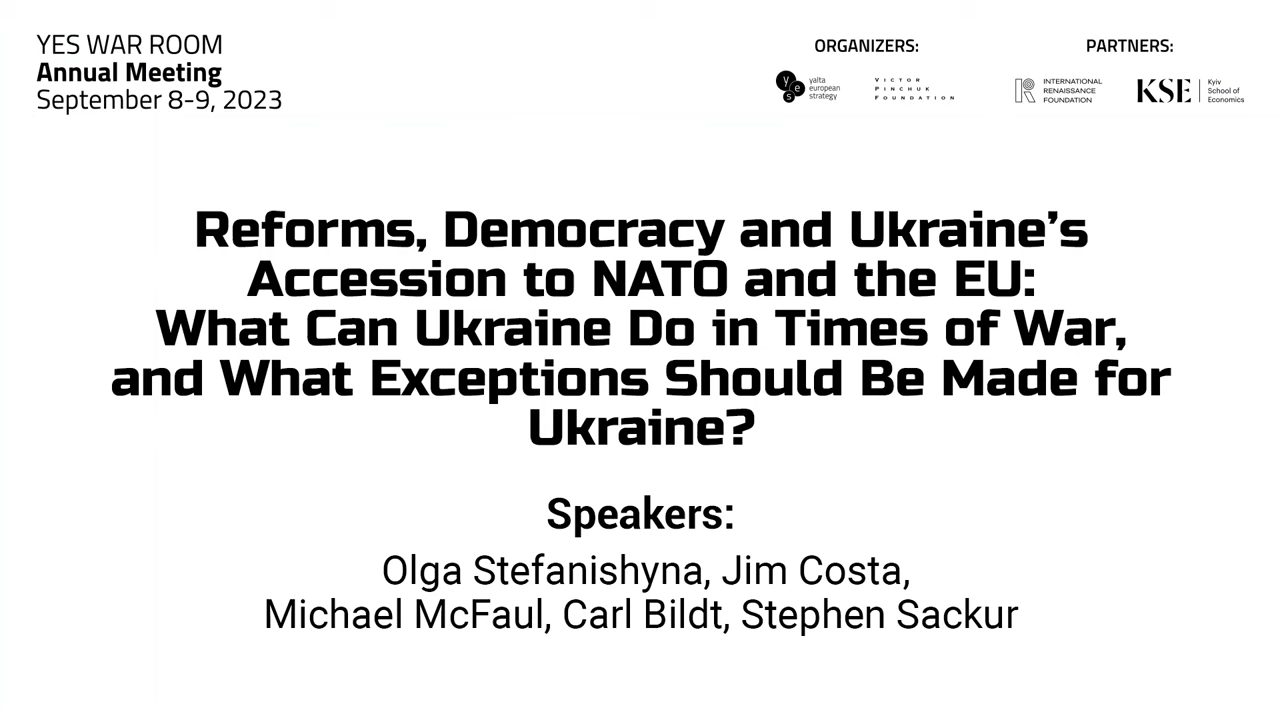 YES WAR ROOM
Annual Meeting
September 8-9, 2023
ORGANIZERS:
yes
yalta
european
strategy
VICTOR
PINCHUK
FOUNDATION
PARTNERS:
INTERNATIONAL
RENAISSANCE
FOUNDATION
KSE
Kyiv
School of
Economics
Reforms, Democracy and Ukraine’s
Accession to NATO and the EU:
What Can Ukraine Do in Times of War,
and What Exceptions Should Be Made for
Ukraine?
Speakers:
Olga Stefanishyna, Jim Costa,
Michael McFaul, Carl Bildt, Stephen Sackur